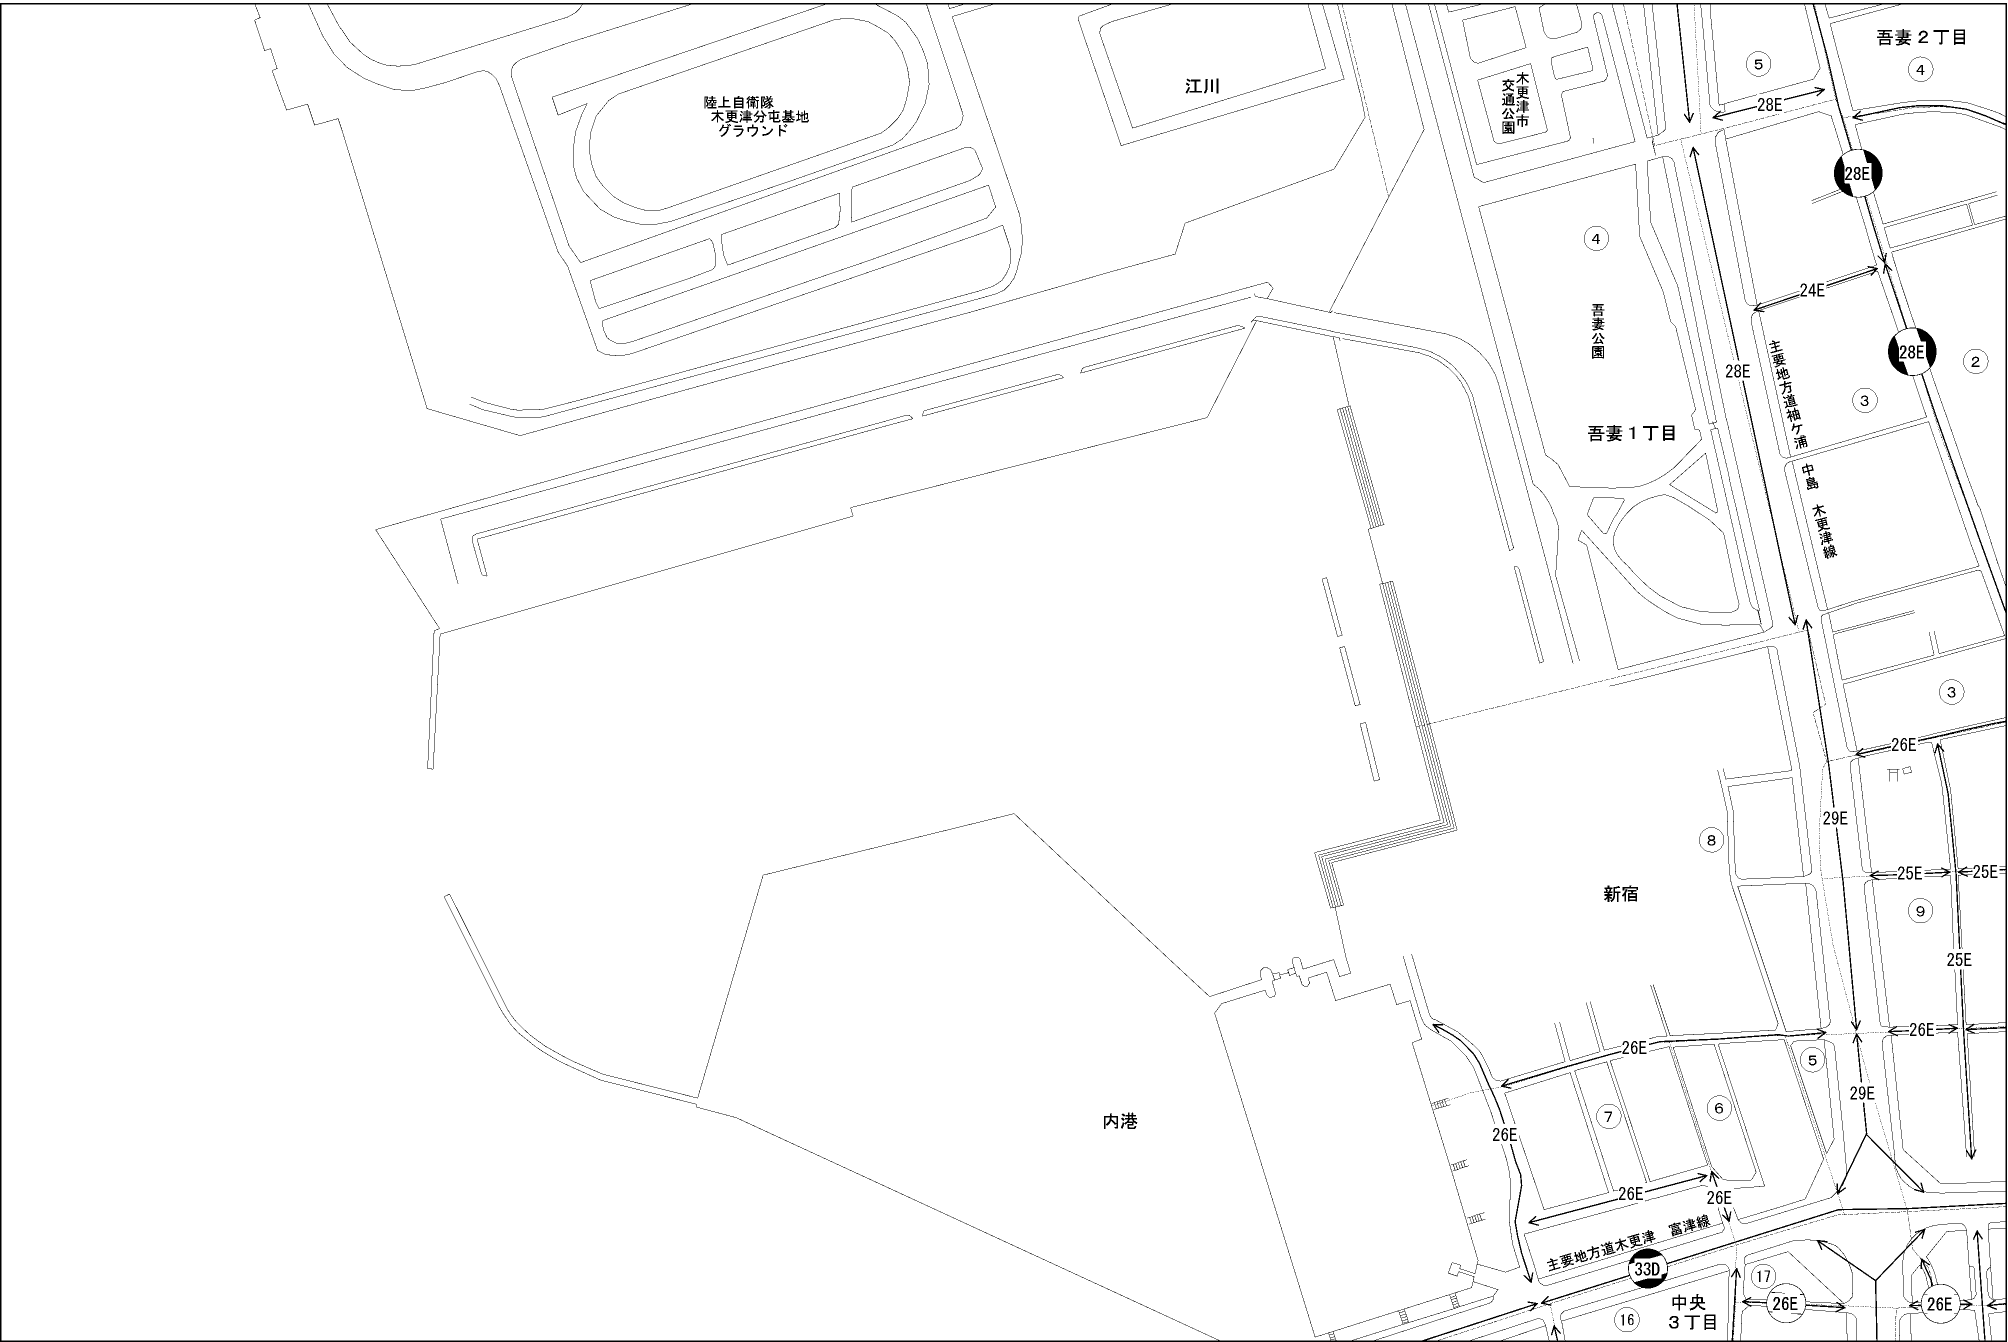 吾妻２丁目
④
⑤
28E
江川
陸上自衛隊
木更津分屯基地
グラウンド
木更津市
交通公園
28E
④
吾妻公園
24E
28E
28E
②
③
主要地方道袖ケ浦
中島　木更津線
吾妻１丁目
③
26E
29E
⑧
25E
25E
新宿
⑨
25E
26E
26E
⑤
29E
⑦
⑥
内港
26E
26E
26E
主要地方道木更津　富津線
33D
⑰
中央
３丁目
⑯
26E
26E